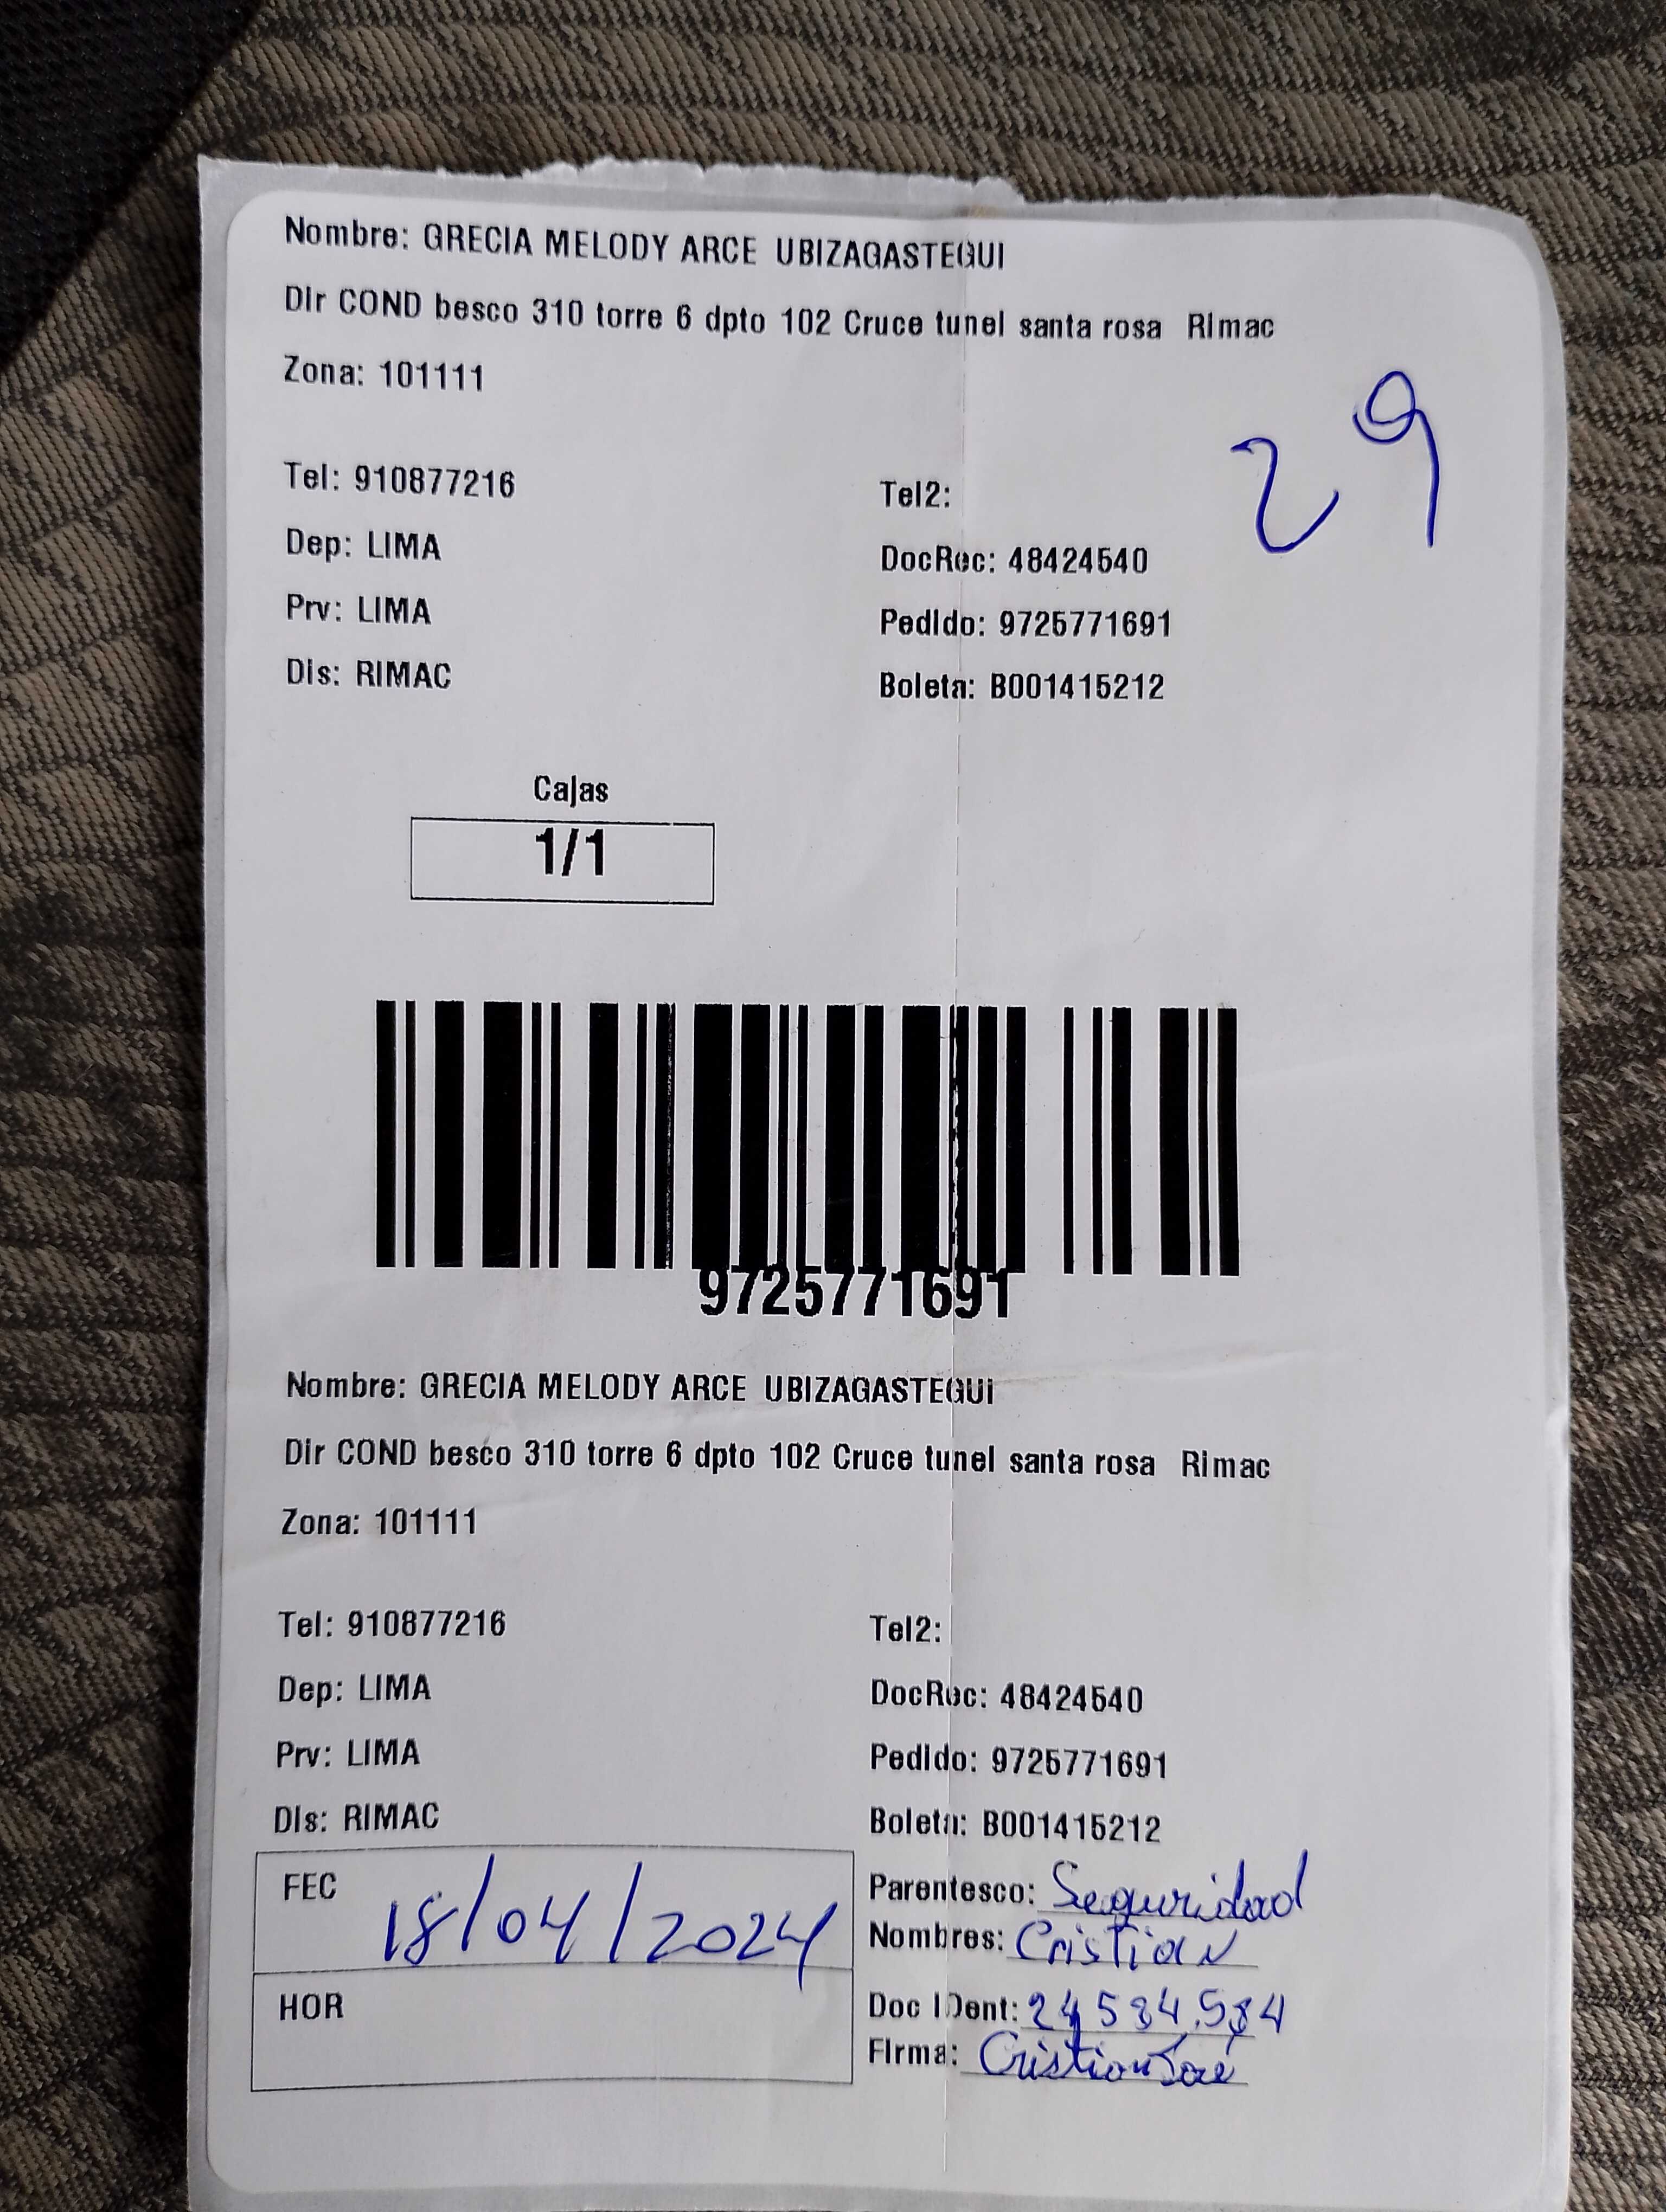 Nombre: GRECIA MELODY ARCE UBIZAGASTEGUI
Dir COND besco 310 torre 6 dpto 102 Cruce tunel santa rosa Rimac
Zona: 101111
29
Tel: 910877216 Tel2:
Dep: LIMA DocRec: 48424540
Prv: LIMA Pedido: 9725771691
Dis: RIMAC Boleta: B001415212
Cajas
1/1
9725771691
Nombre: GRECIA MELODY ARCE UBIZAGASTEGUI
Dir COND besco 310 torre 6 dpto 102 Cruce tunel santa rosa Rimac
Zona: 101111
Tel: 910877216 Tel2:
Dep: LIMA DocRec: 48424540
Prv: LIMA Pedido: 9725771691
Dis: RIMAC Boleta: B001415212
FEC 18/04/2024 Parentesco: Seguridad
Nombres: Cristian
HOR Doc IDent: 24584.584
Firma: Cristian José